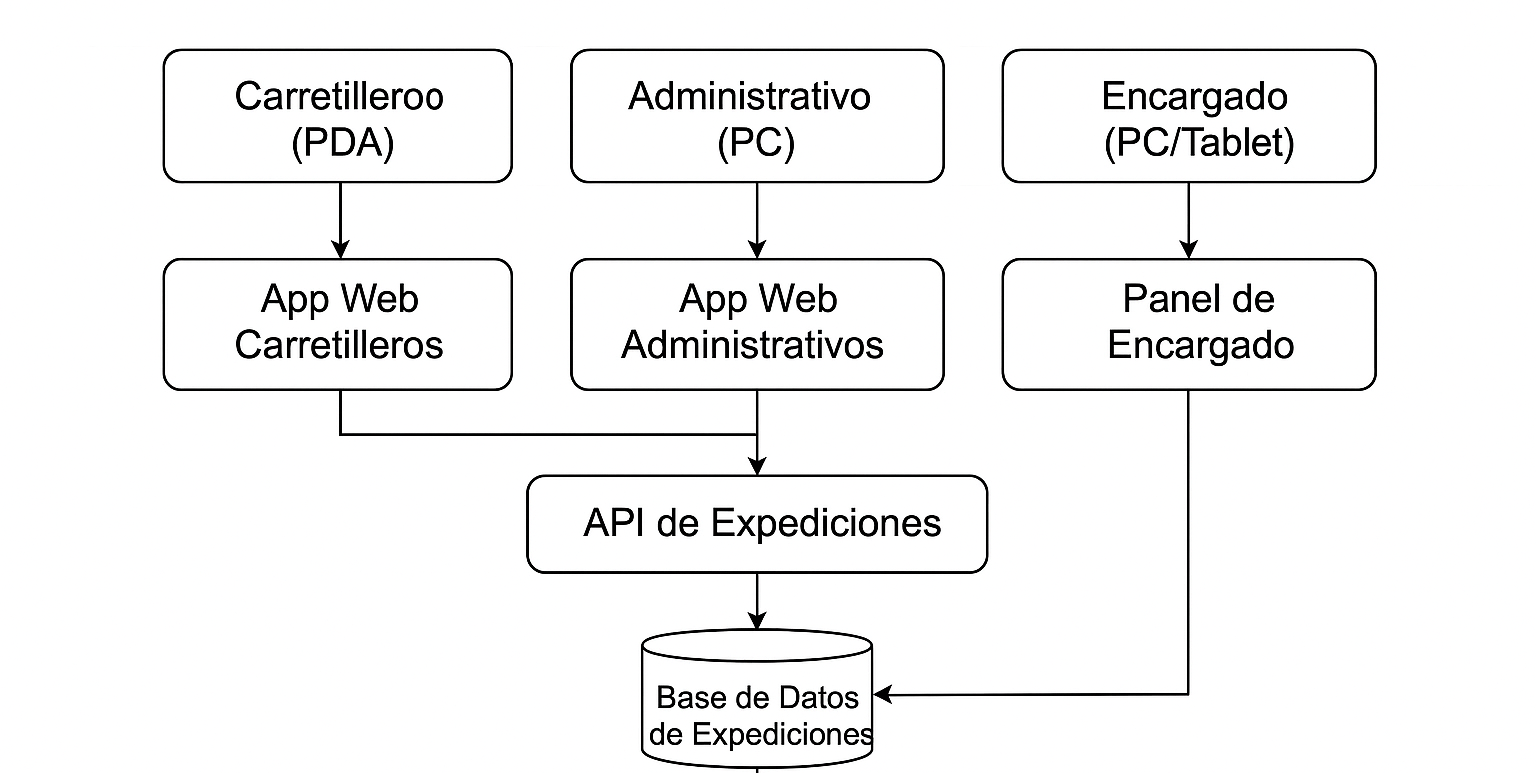 Carretilleroo
(PDA)
Administrativo
(PC)
Encargado
(PC/Tablet)
App Web
Carretilleros
App Web
Administrativos
Panel de
Encargado
API de Expediciones
Base de Datos
de Expediciones